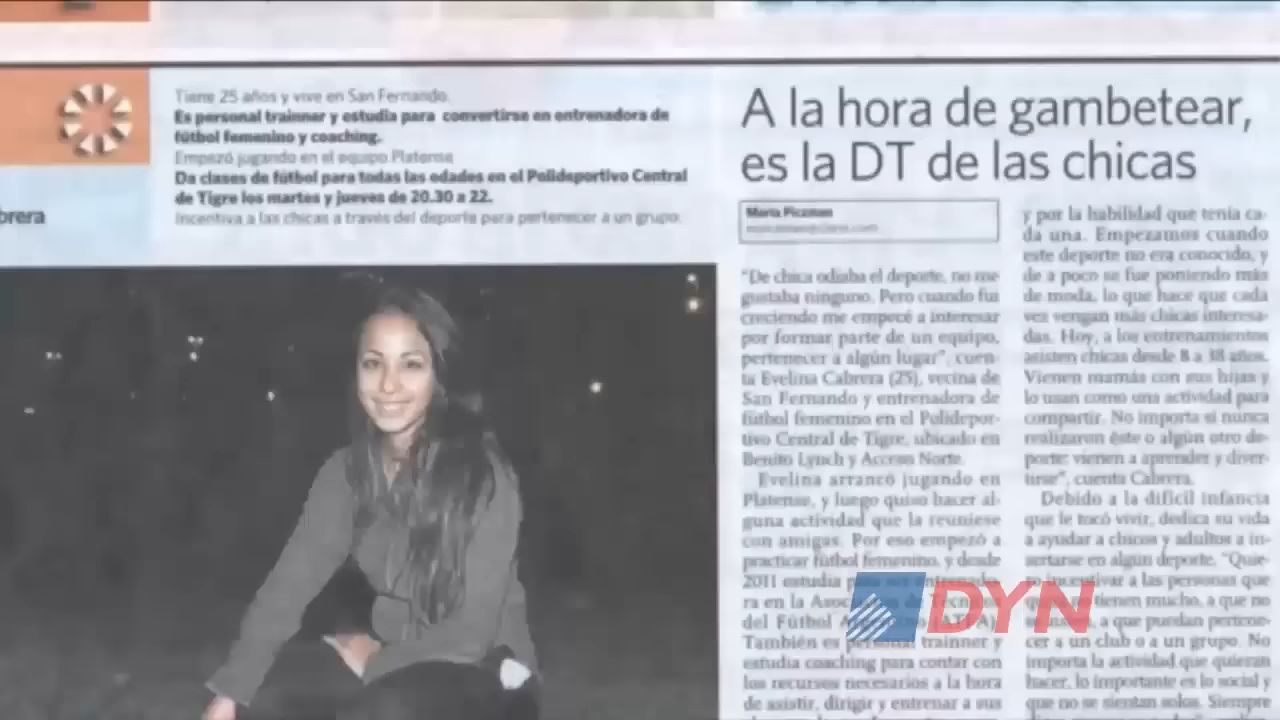 brera
Tiene 25 años y vive en San Fernando.
Es personal trainner y estudia para convertirse en entrenadora de
fútbol femenino y coaching.
Empezó jugando en el equipo Platense
Da clases de fútbol para todas las edades en el Polideportivo Central
de Tigre los martes y jueves de 20.30 a 22.
Incentiva a las chicas a través del deporte para pertenecer a un grupo.
A la hora de gambetear,
es la DT de las chicas
María
"De chica odiaba el deporte, no me
gustaba ninguno. Pero cuando fui
creciendo me empecé a interesar
por formar parte de un equipo,
pertenecer a algún lugar", cuen-
ta Evelina Cabrera (25), vecina de
San Fernando y entrenadora de
fútbol femenino en el Polidepor-
tivo Central de Tigre, ubicado en
Benito Lynch y Acceso Norte.
Evelina arrancó jugando en
Platense, y luego quiso hacer al-
guna actividad que la reuniese
con amigas. Por eso empezó a
practicar fútbol femenino, y desde
2011 estudia para ser entrenado-
ra en la Asociación de Técnicos
del Fútbol Argentino (ATFA).
También es personal trainner y
estudia coaching para contar con
los recursos necesarios a la hora
de asistir, dirigir y entrenar a sus
y por la habilidad que tenía ca-
da una. Empezamos cuando
este deporte no era conocido, y
de a poco se fue poniendo más
de moda, lo que hace que cada
vez vengan más chicas interesa-
das. Hoy, a los entrenamientos
asisten chicas desde 8 a 38 años.
Vienen mamás con sus hijas y
lo usan como una actividad para
compartir. No importa si nunca
realizaron éste o algún otro de-
porte: vienen a aprender y diver-
tirse", cuenta Cabrera.
Debido a la difícil infancia
que le tocó vivir, dedica su vida
a ayudar a chicos y adultos a in-
sertarse en algún deporte. "Quie-
ro incentivar a las personas que
no tienen mucho, a que no
a que puedan pertene-
cer a un club o a un grupo. No
importa la actividad que quieran
hacer, lo importante es lo social y
que no se sientan solos. Siempre
DYN